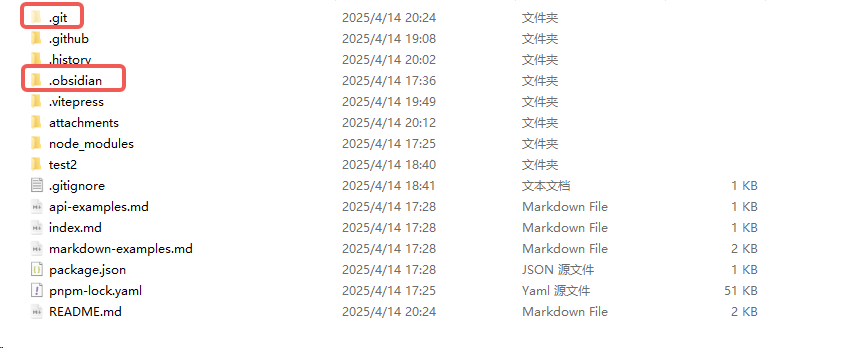 .git 2025/4/14 20:24 文件夹
.github 2025/4/14 19:08 文件夹
.history 2025/4/14 20:02 文件夹
.obsidian 2025/4/14 17:36 文件夹
.vitepress 2025/4/14 19:49 文件夹
attachments 2025/4/14 20:12 文件夹
node_modules 2025/4/14 17:25 文件夹
test2 2025/4/14 18:40 文件夹
.gitignore 2025/4/14 18:41 文本文档 1 KB
api-examples.md 2025/4/14 17:28 Markdown File 1 KB
index.md 2025/4/14 17:28 Markdown File 1 KB
markdown-examples.md 2025/4/14 17:28 Markdown File 2 KB
package.json 2025/4/14 17:28 JSON 源文件 1 KB
pnpm-lock.yaml 2025/4/14 17:25 Yaml 源文件 51 KB
README.md 2025/4/14 20:24 Markdown File 2 KB